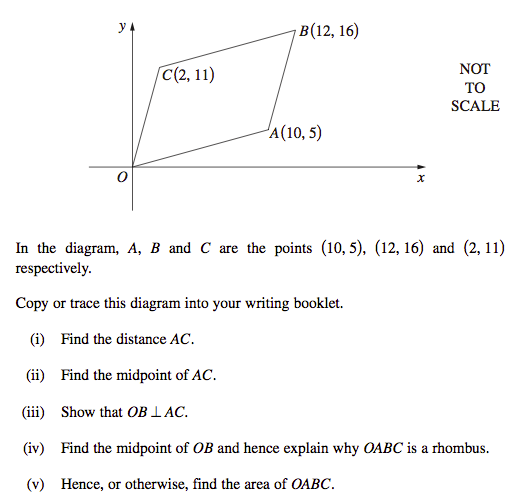 y
B(12, 16)
C(2, 11)
NOT
TO
SCALE
A(10, 5)
O
x
In the diagram, A, B and C are the points (10, 5), (12, 16) and (2, 11)
respectively.
Copy or trace this diagram into your writing booklet.
(i) Find the distance AC.
(ii) Find the midpoint of AC.
(iii) Show that OB ⊥ AC.
(iv) Find the midpoint of OB and hence explain why OABC is a rhombus.
(v) Hence, or otherwise, find the area of OABC.